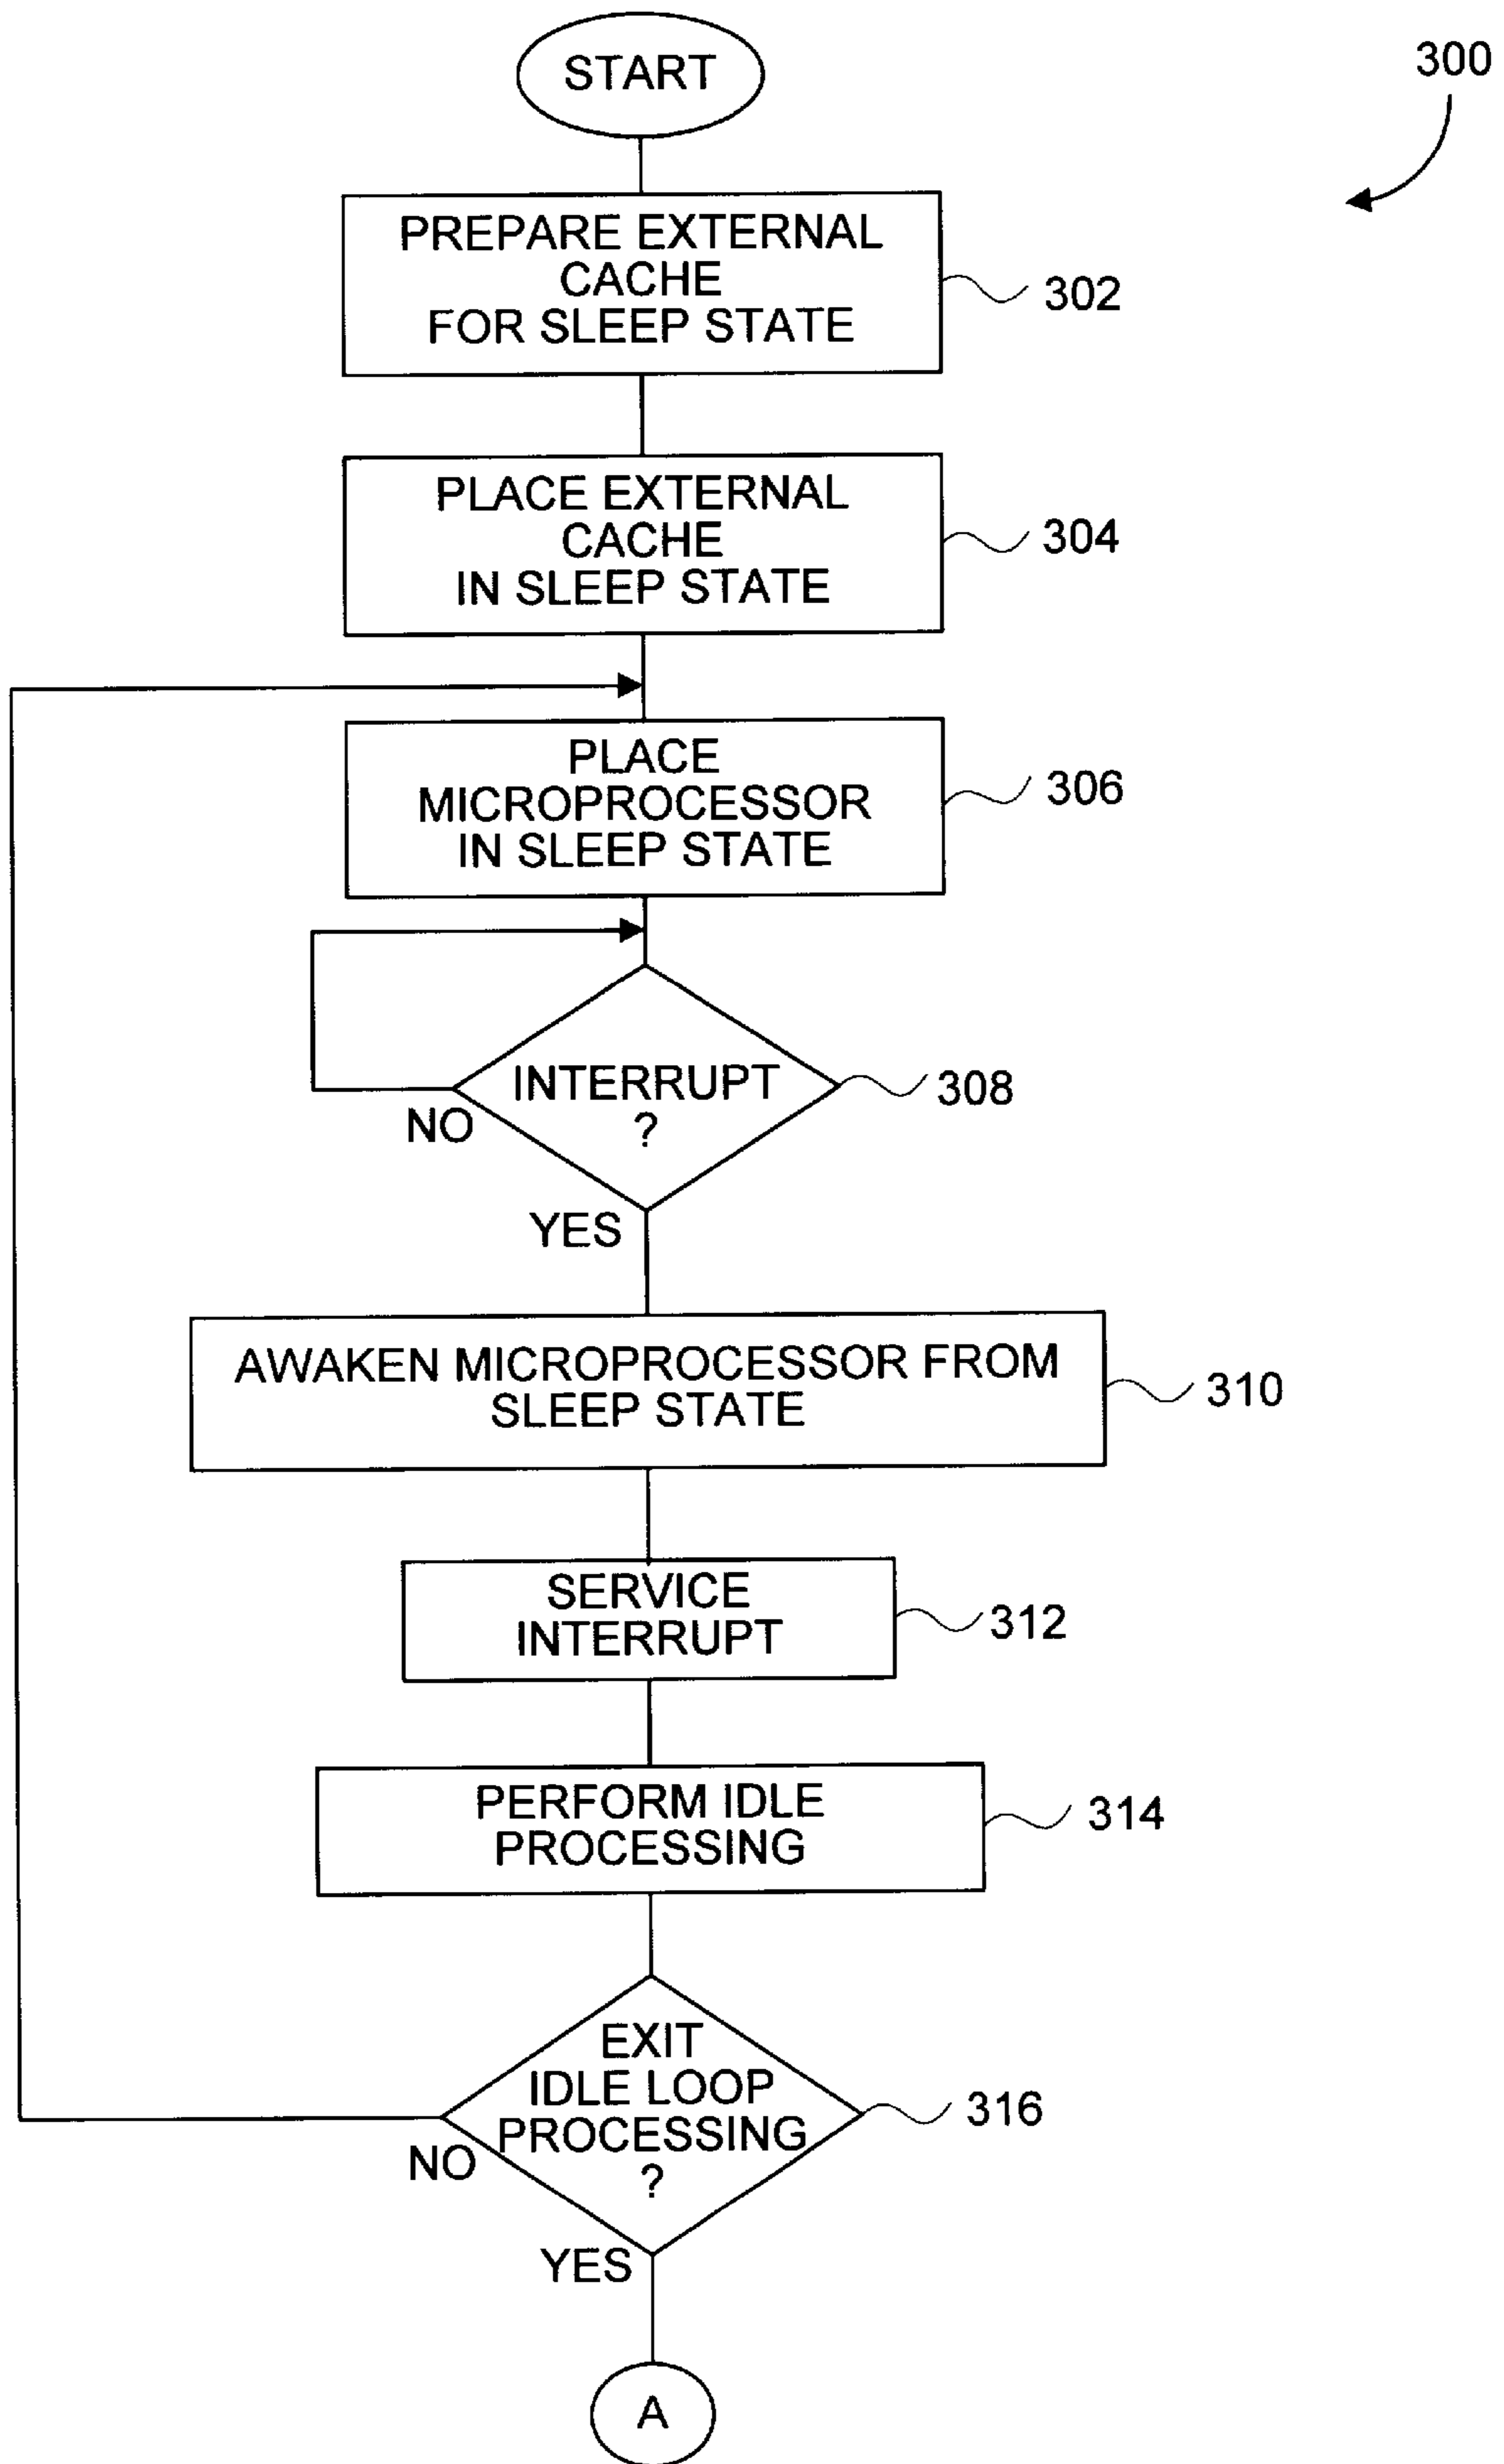 START
300
PREPARE EXTERNAL
CACHE
FOR SLEEP STATE
302
PLACE EXTERNAL
CACHE
IN SLEEP STATE
304
PLACE
MICROPROCESSOR
IN SLEEP STATE
306
INTERRUPT
?
308
NO
YES
AWAKEN MICROPROCESSOR FROM
SLEEP STATE
310
SERVICE
INTERRUPT
312
PERFORM IDLE
PROCESSING
314
EXIT
IDLE LOOP
PROCESSING
?
316
NO
YES
A